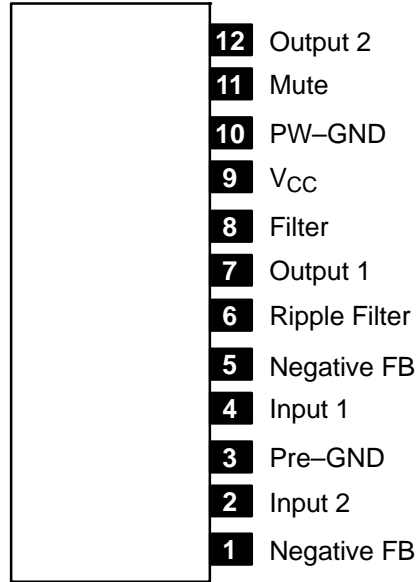 12 Output 2
11 Mute
10 PW–GND
9 VCC
8 Filter
7 Output 1
6 Ripple Filter
5 Negative FB
4 Input 1
3 Pre–GND
2 Input 2
1 Negative FB